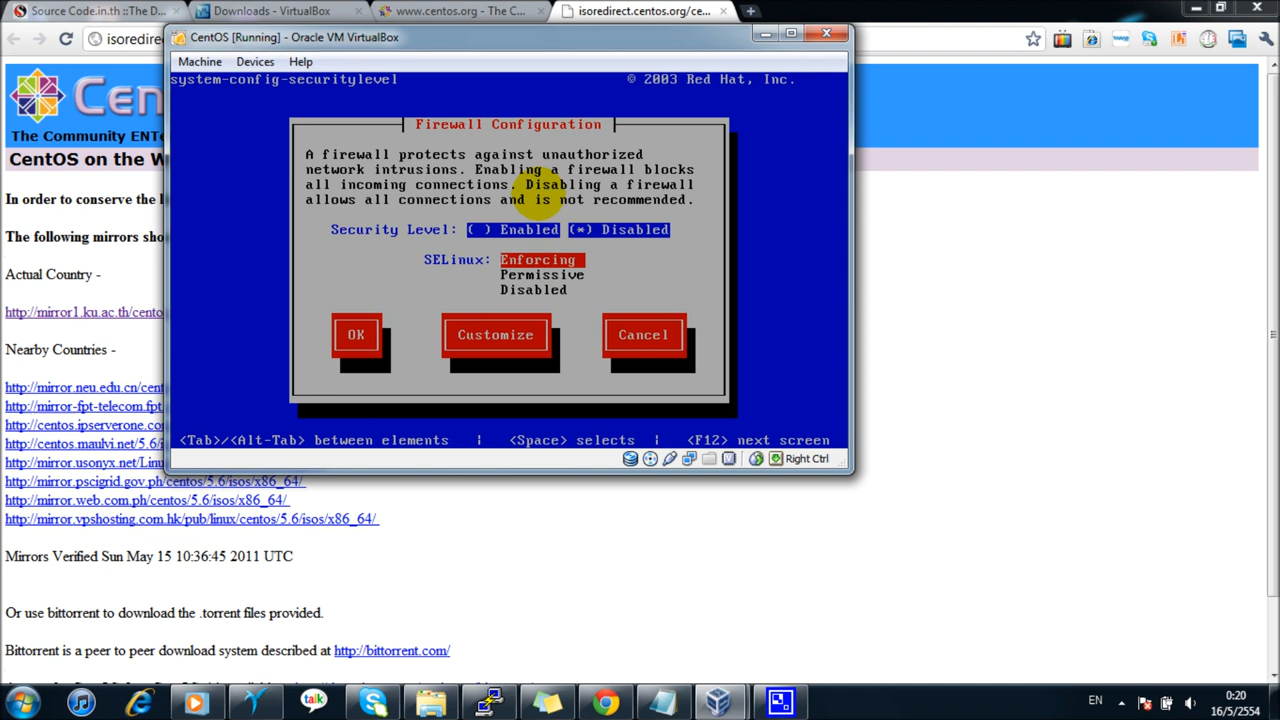 Source Code.in.th ::The D...
Downloads - VirtualBox
www.centos.org - The C...
isoredirect.centos.org/ce...
isoredire
CentOS [Running] - Oracle VM VirtualBox
Machine Devices Help
system-config-securitylevel © 2003 Red Hat, Inc.
Firewall Configuration
A firewall protects against unauthorized
network intrusions. Enabling a firewall blocks
all incoming connections. Disabling a firewall
allows all connections and is not recommended.
Security Level: ( ) Enabled (*) Disabled
SELinux: Enforcing
Permissive
Disabled
OK Customize Cancel
<Tab>/<Alt-Tab> between elements | <Space> selects | <F12> next screen
Right Ctrl
Cen
The Community ENTe
CentOS on the W
In order to conserve the l
The following mirrors sho
Actual Country -
http://mirror1.ku.ac.th/cento
Nearby Countries -
http://mirror.neu.edu.cn/cent
http://mirror-fpt-telecom.fpt.
http://centos.ipserverone.co
http://centos.maulvi.net/5.6/i
http://mirror.usonyx.net/Linu
http://mirror.pscigrid.gov.ph/centos/5.6/isos/x86_64/
http://mirror.web.com.ph/centos/5.6/isos/x86_64/
http://mirror.vpshosting.com.hk/pub/linux/centos/5.6/isos/x86_64/
Mirrors Verified Sun May 15 10:36:45 2011 UTC
Or use bittorrent to download the .torrent files provided.
Bittorrent is a peer to peer download system described at http://bittorrent.com/
talk
EN
0:20
16/5/2554